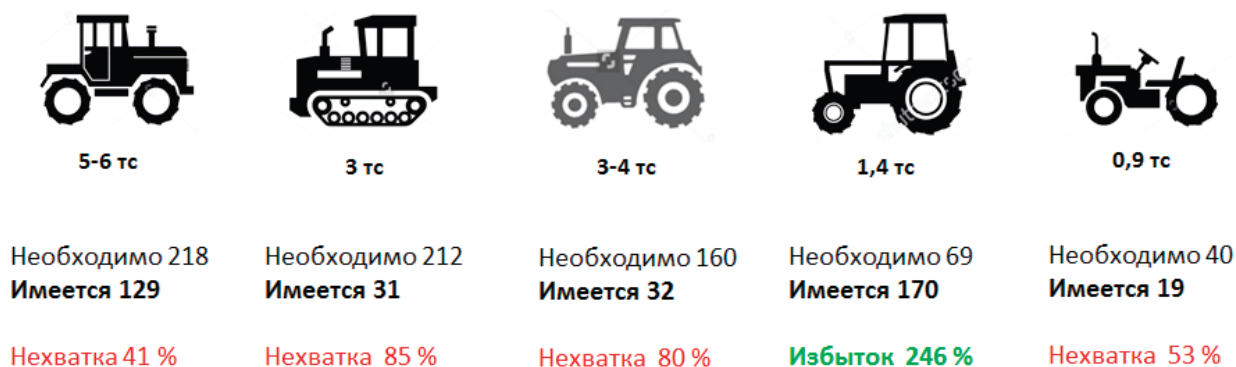 5-6 тс
3 тс
3-4 тс
1,4 тс
0,9 тс
Необходимо 218
Имеется 129
Нехватка 41 %
Необходимо 212
Имеется 31
Нехватка 85 %
Необходимо 160
Имеется 32
Нехватка 80 %
Необходимо 69
Имеется 170
Избыток 246 %
Необходимо 40
Имеется 19
Нехватка 53 %